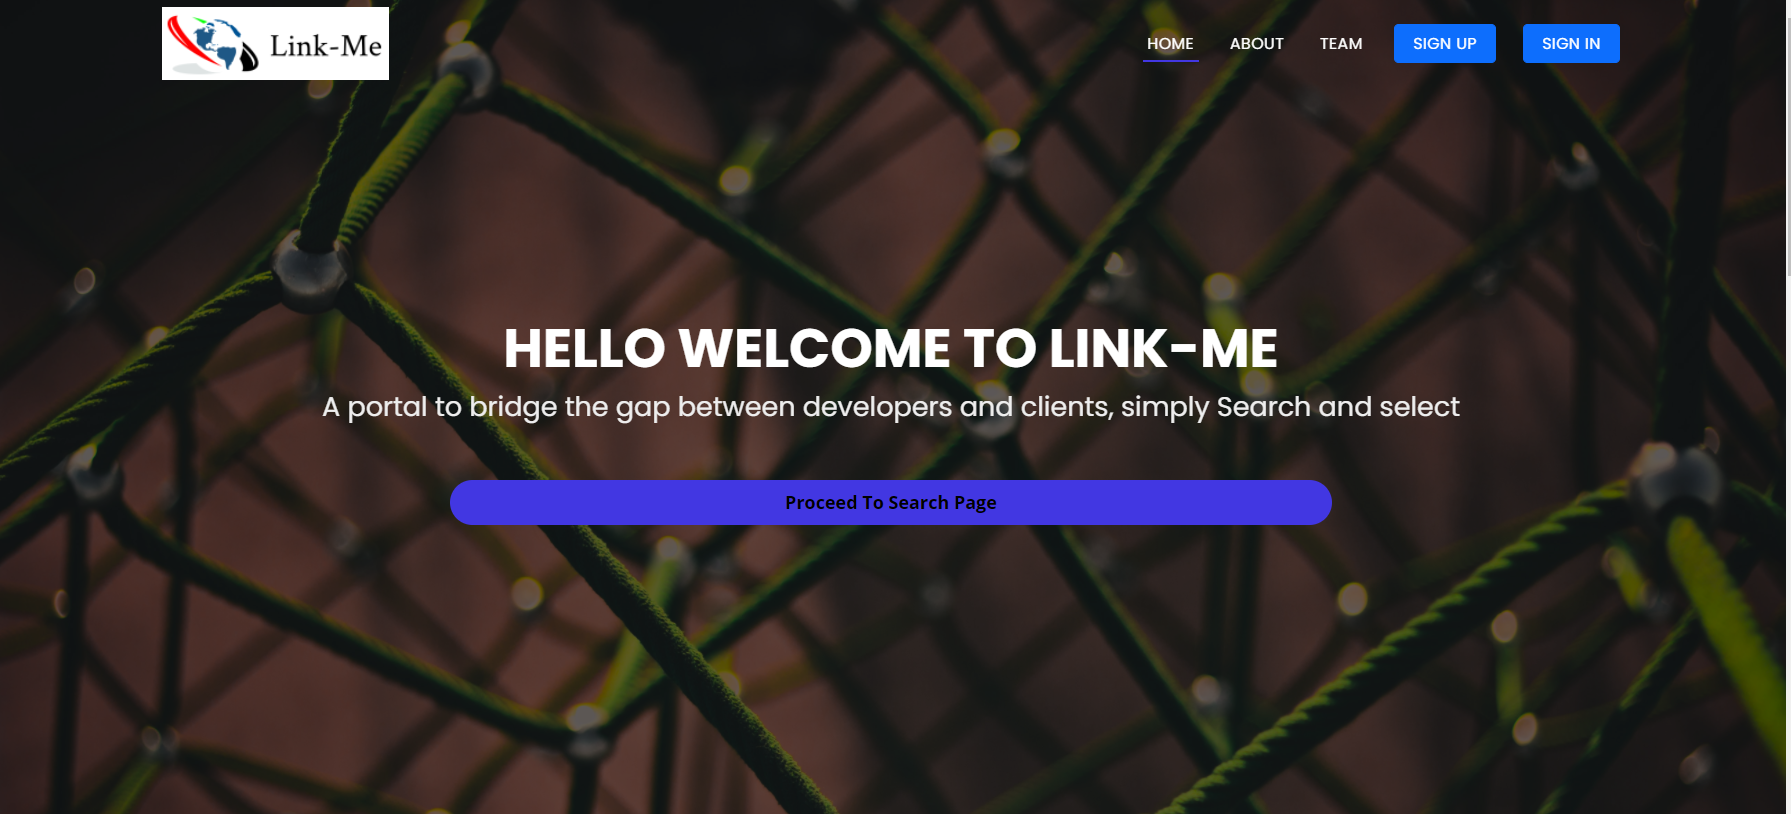 Link-Me
HOME ABOUT TEAM SIGN UP SIGN IN
HELLO WELCOME TO LINK-ME
A portal to bridge the gap between developers and clients, simply Search and select
Proceed To Search Page